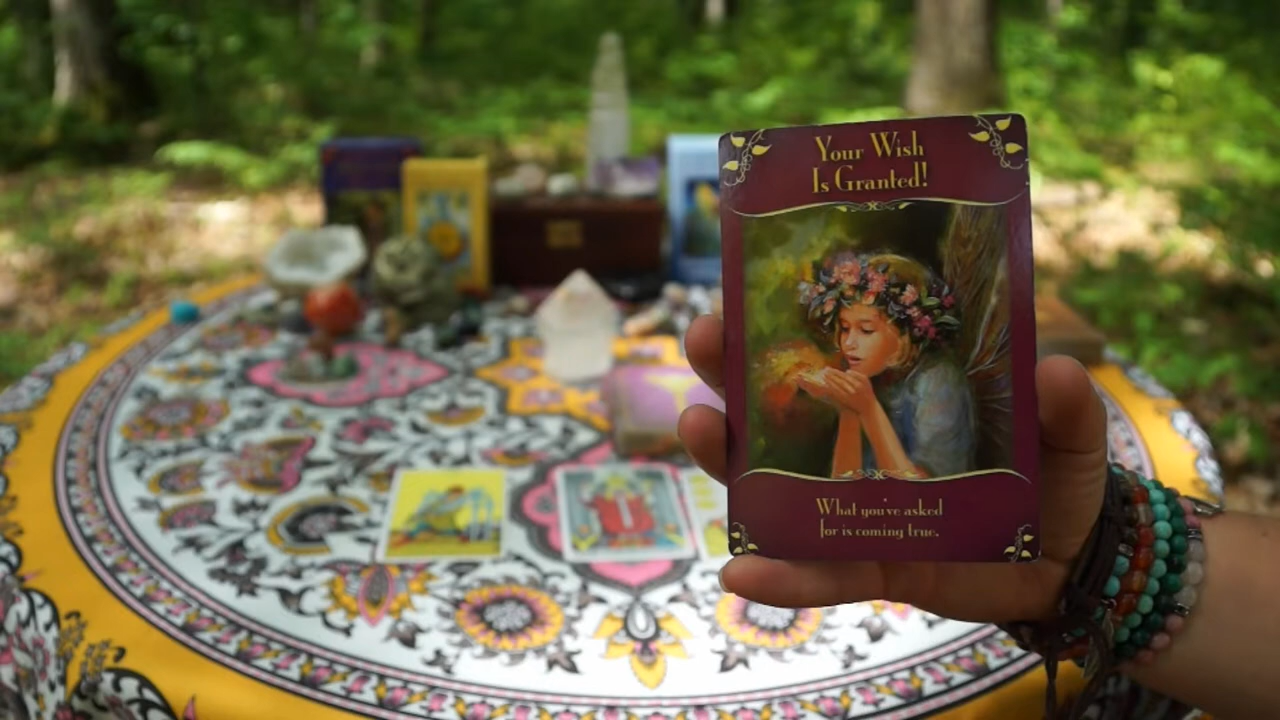 Your Wish
Is Granted!
What you've asked
for is coming true.